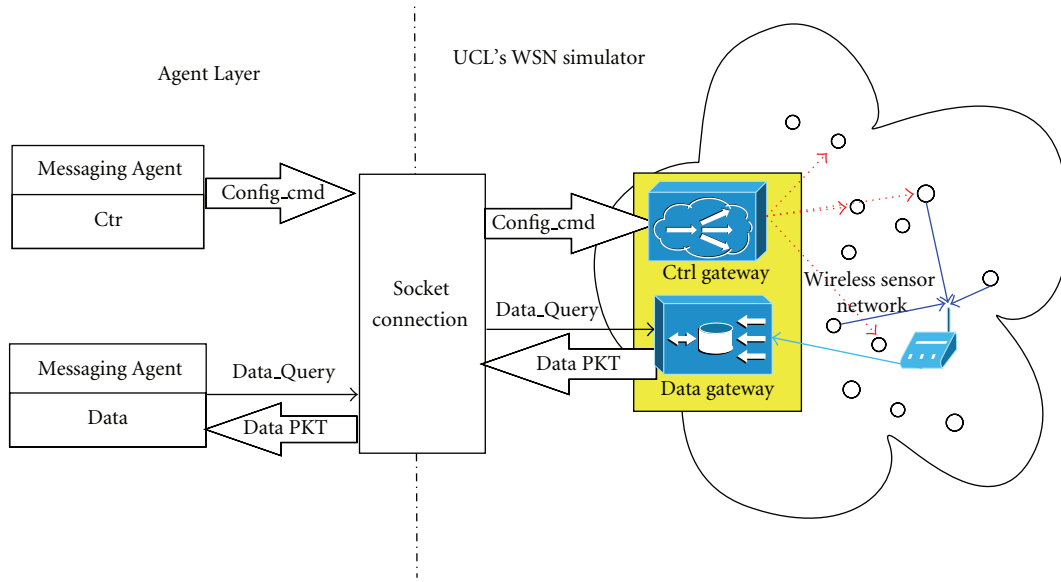 UCL's WSN simulator
Agent Layer
Messaging Agent
Ctr
Config_cmd
Config_cmd
Ctrl gateway
Wireless sensor
network
Socket
connection
Data_Query
Data PKT
Data gateway
Messaging Agent
Data
Data_Query
Data PKT